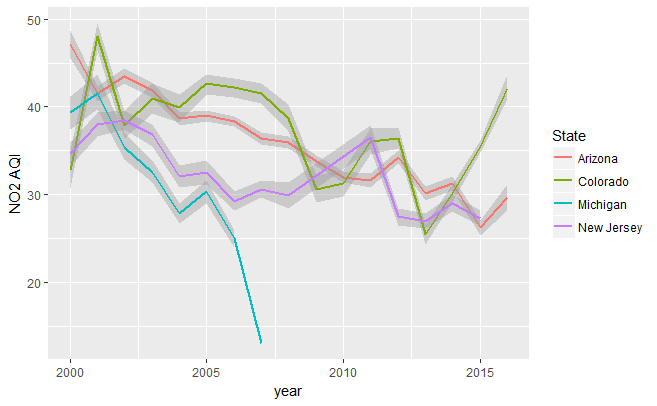 50
40
30
20
NO2 AQI
2000
2005
2010
2015
year
State
Arizona
Colorado
Michigan
New Jersey